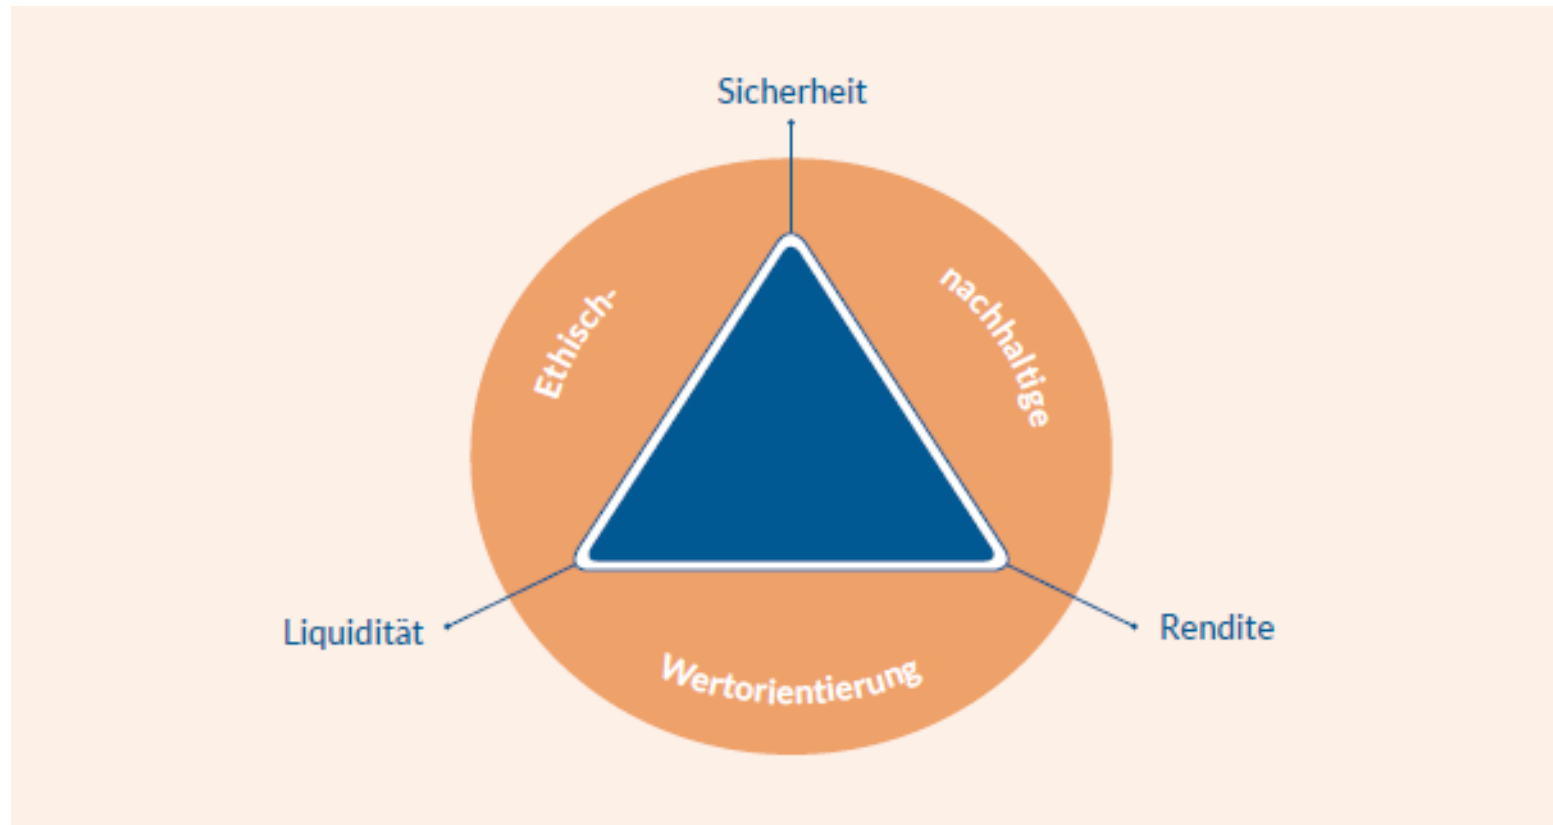 Sicherheit
Ethisch-
nachhaltige
Wertorientierung
Liquidität
Rendite